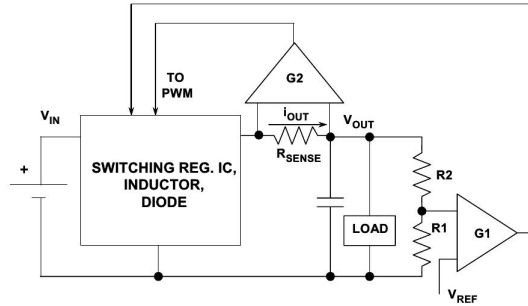 G2
TO
PWM
V_IN
i_OUT
V_OUT
+
SWITCHING REG. IC,
INDUCTOR,
DIODE
R_SENSE
R2
LOAD
R1
G1
V_REF